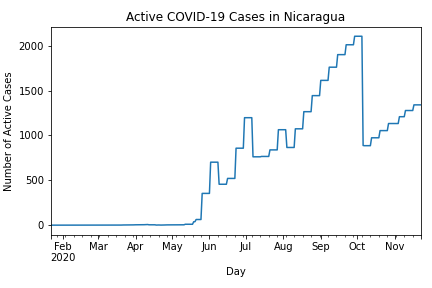 Active COVID-19 Cases in Nicaragua
Number of Active Cases
2000
1500
1000
500
0
Feb Mar Apr May Jun Jul Aug Sep Oct Nov
2020
Day